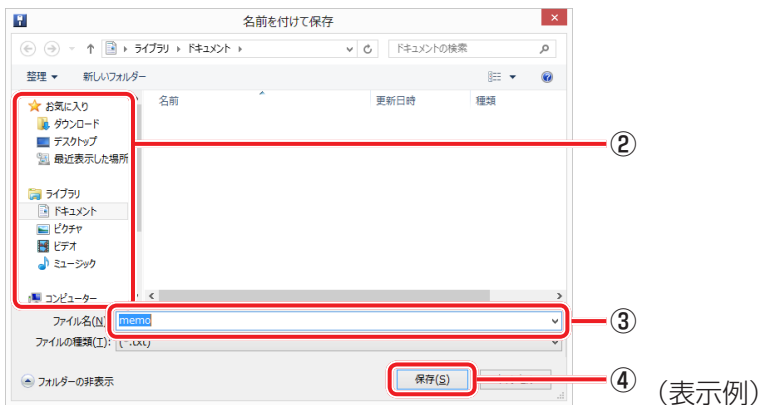 名前を付けて保存
ライブラリ ▸ ドキュメント ▸
ドキュメントの検索
整理 ▼ 新しいフォルダー
お気に入り
ダウンロード
デスクトップ
最近表示した場所
ライブラリ
ドキュメント
ピクチャ
ビデオ
ミュージック
コンピューター
名前 更新日時 種類
②
ファイル名(N) memo
③
ファイルの種類(T): (*.txt)
フォルダーの非表示
保存(S)
④
(表示例)